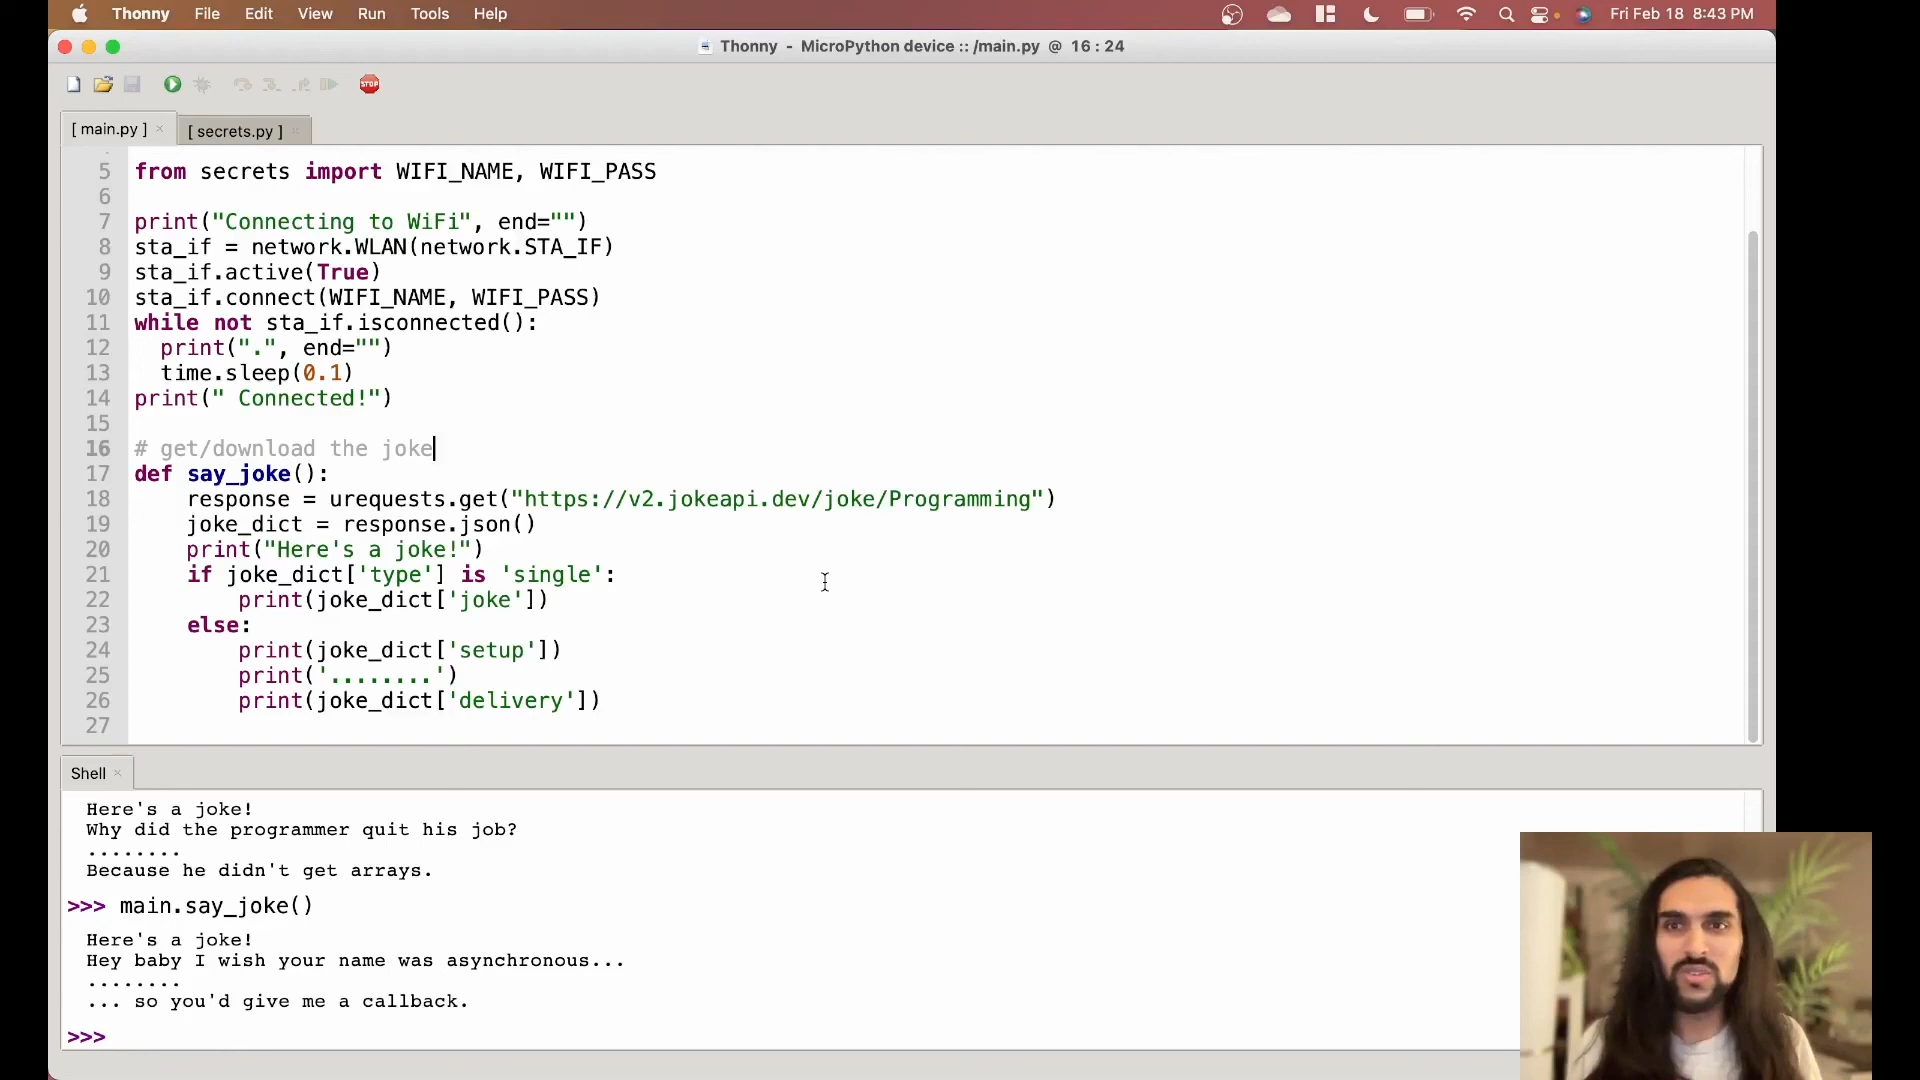 Thonny File Edit View Run Tools Help Fri Feb 18 8:43 PM
Thonny - MicroPython device :: /main.py @ 16 : 24
STOP
[ main.py ] × [ secrets.py ] ×
5 from secrets import WIFI_NAME, WIFI_PASS
6
7 print("Connecting to WiFi", end="")
8 sta_if = network.WLAN(network.STA_IF)
9 sta_if.active(True)
10 sta_if.connect(WIFI_NAME, WIFI_PASS)
11 while not sta_if.isconnected():
12 print(".", end="")
13 time.sleep(0.1)
14 print(" Connected!")
15
16 # get/download the joke
17 def say_joke():
18 response = urequests.get("https://v2.jokeapi.dev/joke/Programming")
19 joke_dict = response.json()
20 print("Here's a joke!")
21 if joke_dict['type'] is 'single':
22 print(joke_dict['joke'])
23 else:
24 print(joke_dict['setup'])
25 print('........')
26 print(joke_dict['delivery'])
27
Shell ×
Here's a joke!
Why did the programmer quit his job?
........
Because he didn't get arrays.
>>> main.say_joke()
Here's a joke!
Hey baby I wish your name was asynchronous...
........
... so you'd give me a callback.
>>>